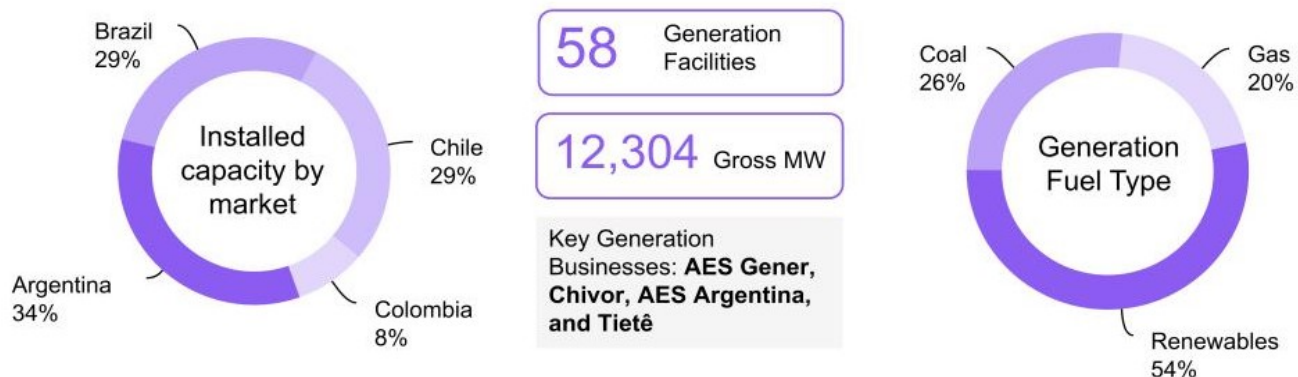 Brazil
29%
Installed
capacity by
market
Chile
29%
Argentina
34%
Colombia
8%
58
Generation
Facilities
12,304 Gross MW
Key Generation
Businesses: AES Gener,
Chivor, AES Argentina,
and Tietê
Coal
26%
Gas
20%
Generation
Fuel Type
Renewables
54%